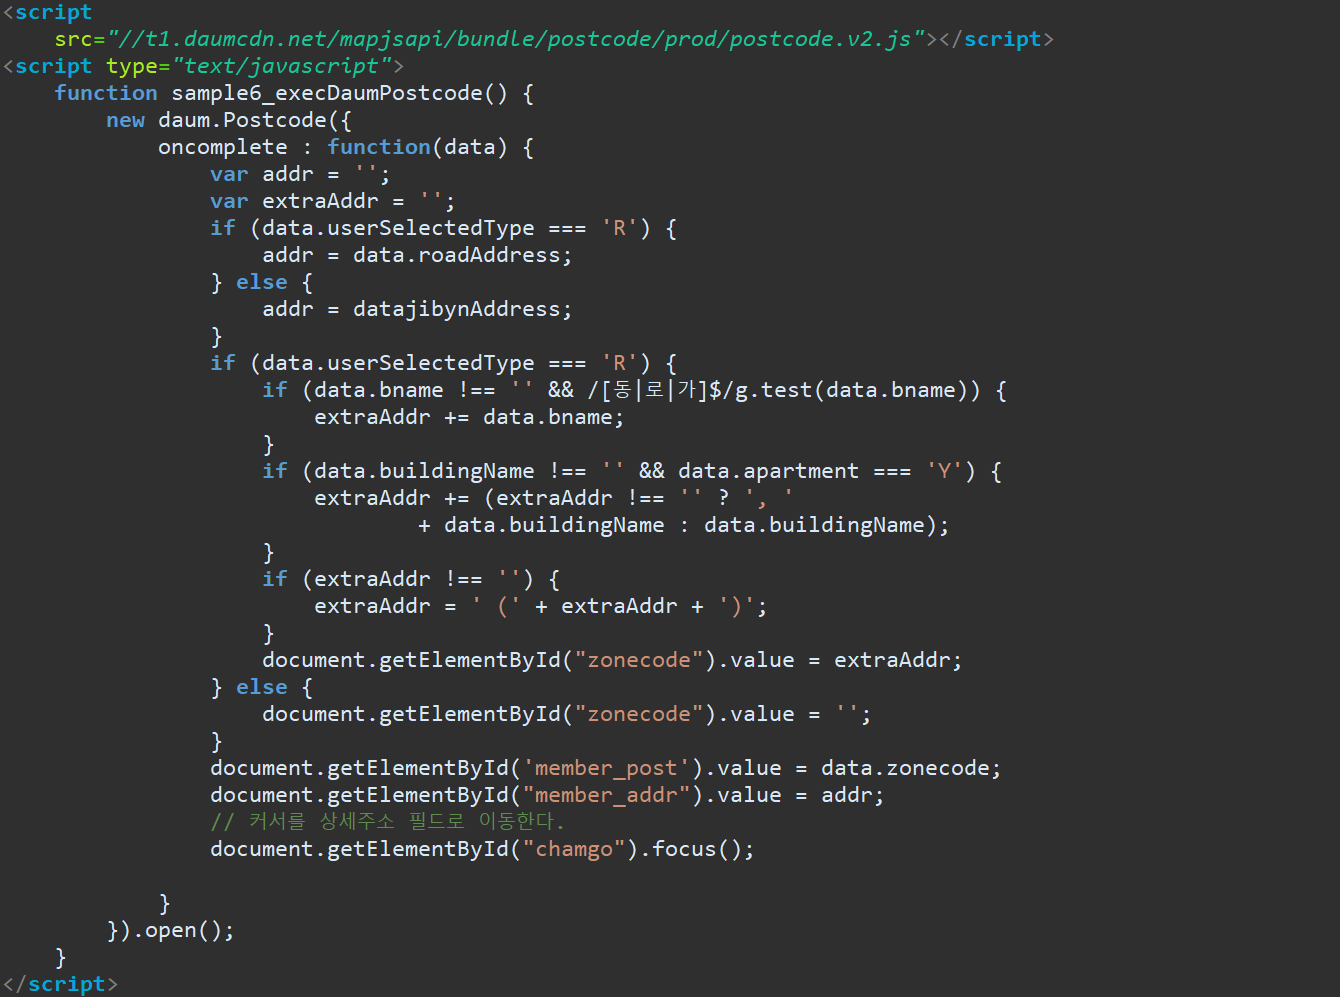 <script
src="//t1.daumcdn.net/mapjsapi/bundle/postcode/prod/postcode.v2.js"></script>
<script type="text/javascript">
function sample6_execDaumPostcode() {
new daum.Postcode({
oncomplete : function(data) {
var addr = '';
var extraAddr = '';
if (data.userSelectedType === 'R') {
addr = data.roadAddress;
} else {
addr = datajibynAddress;
}
if (data.userSelectedType === 'R') {
if (data.bname !== '' && /[동|로|가]$/g.test(data.bname)) {
extraAddr += data.bname;
}
if (data.buildingName !== '' && data.apartment === 'Y') {
extraAddr += (extraAddr !== '' ? ', '
+ data.buildingName : data.buildingName);
}
if (extraAddr !== '') {
extraAddr = ' (' + extraAddr + ')';
}
document.getElementById("zonecode").value = extraAddr;
} else {
document.getElementById("zonecode").value = '';
}
document.getElementById('member_post').value = data.zonecode;
document.getElementById("member_addr").value = addr;
// 커서를 상세주소 필드로 이동한다.
document.getElementById("chamgo").focus();
}
}).open();
}
</script>